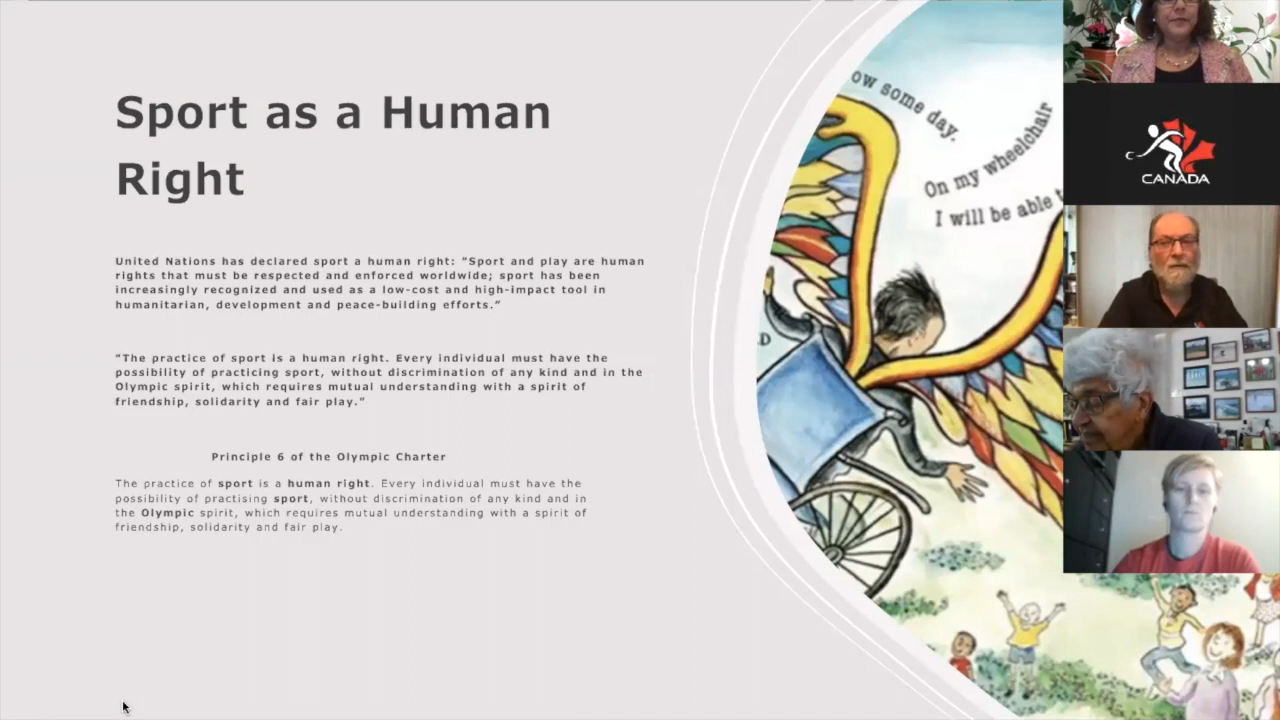 Sport as a Human
Right
United Nations has declared sport a human right: "Sport and play are human
rights that must be respected and enforced worldwide; sport has been
increasingly recognized and used as a low-cost and high-impact tool in
humanitarian, development and peace-building efforts."
"The practice of sport is a human right. Every individual must have the
possibility of practicing sport, without discrimination of any kind and in the
Olympic spirit, which requires mutual understanding with a spirit of
friendship, solidarity and fair play."
Principle 6 of the Olympic Charter
The practice of sport is a human right. Every individual must have the
possibility of practising sport, without discrimination of any kind and in
the Olympic spirit, which requires mutual understanding with a spirit of
friendship, solidarity and fair play.
ow some day.
On my wheelchair
I will be able t
D
CANADA